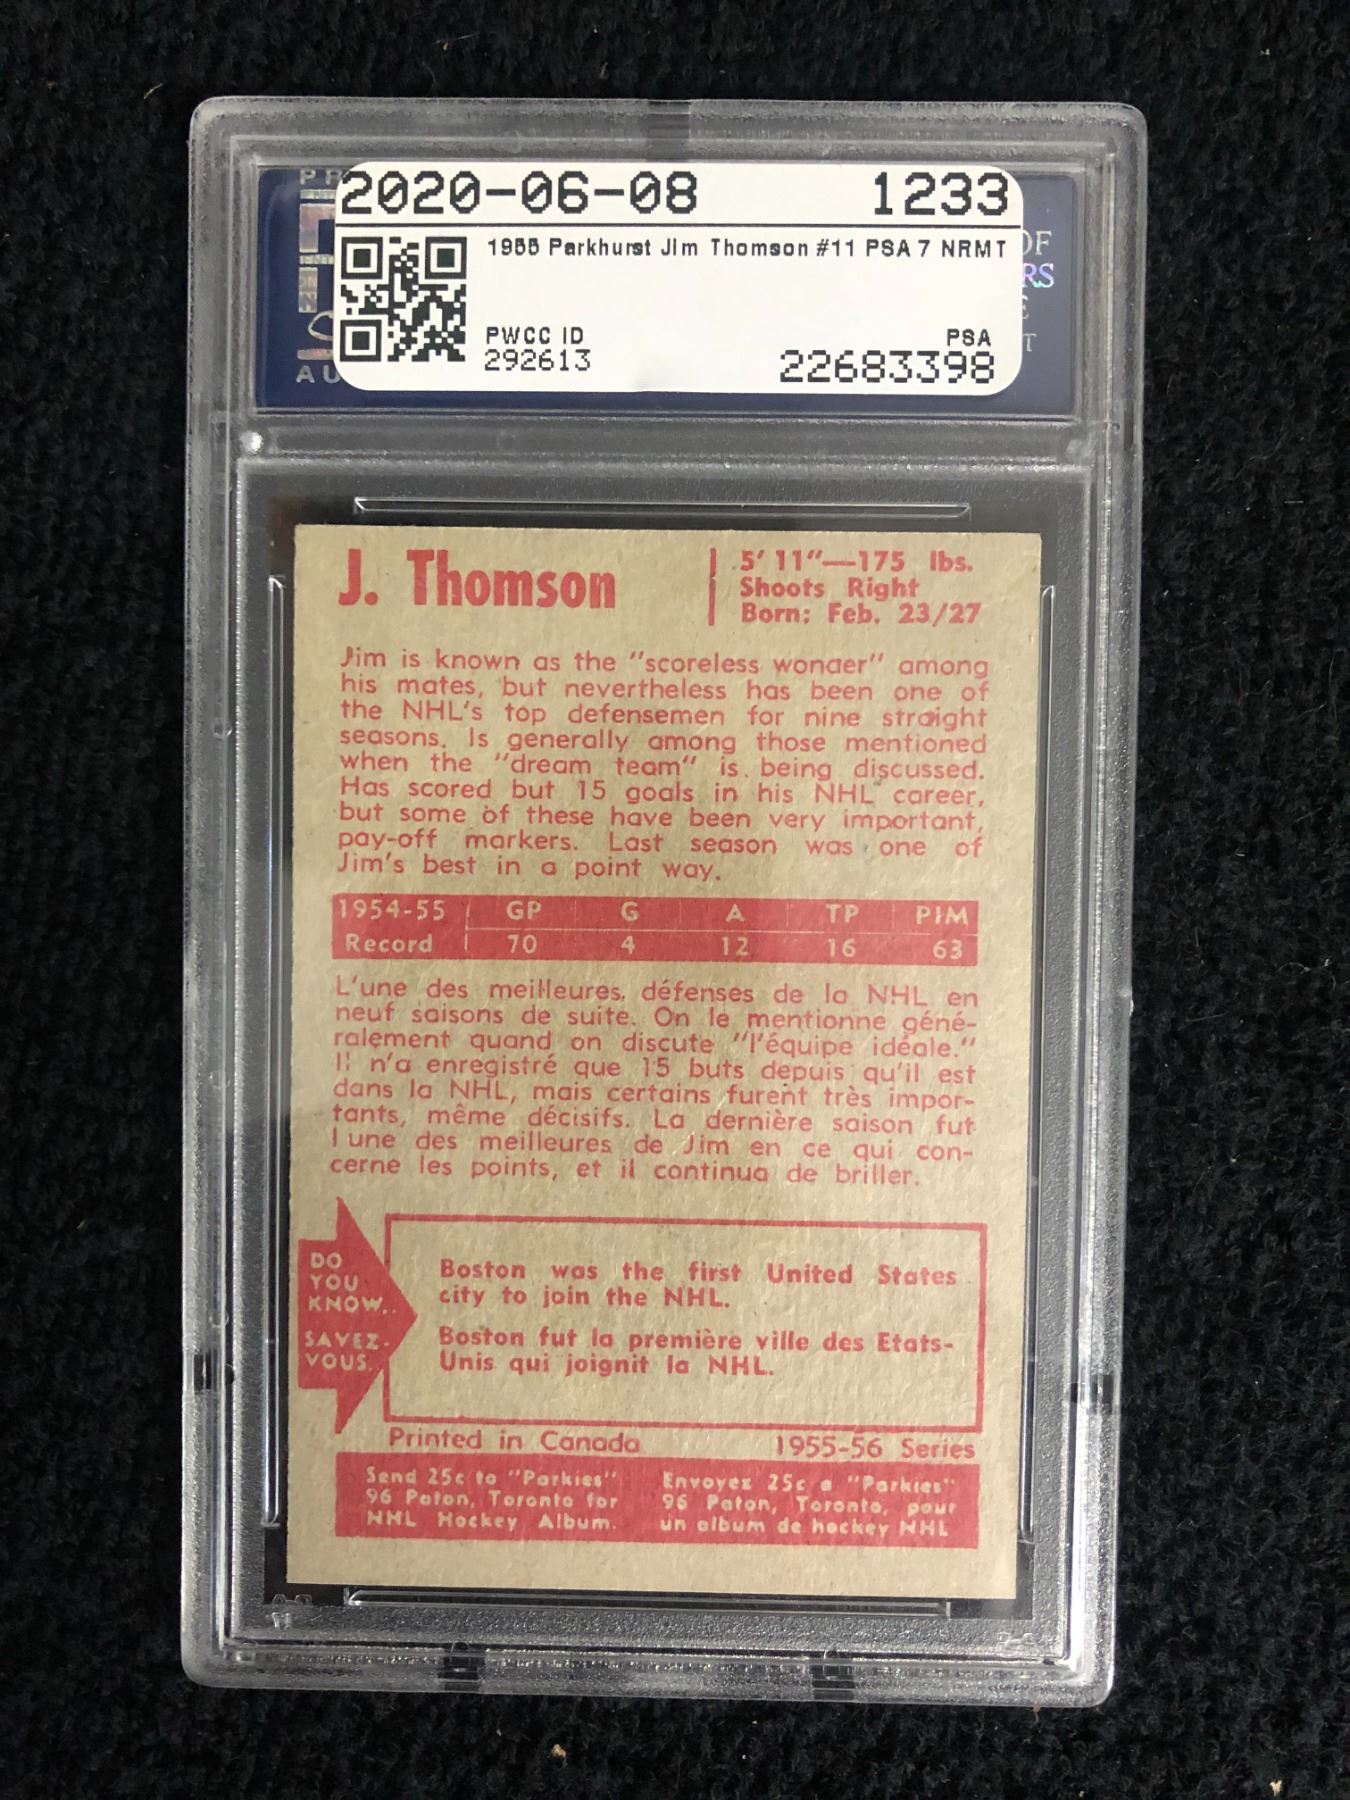 2020-06-08 1233
1955 Parkhurst Jim Thomson #11 PSA 7 NRMT
PWCC ID
292613
PSA
22683398
OF
RS
J. Thomson
5' 11"—175 lbs.
Shoots Right
Born: Feb. 23/27
Jim is known as the "scoreless wonder" among
his mates, but nevertheless has been one of
the NHL's top defensemen for nine straight
seasons. Is generally among those mentioned
when the "dream team" is being discussed.
Has scored but 15 goals in his NHL career,
but some of these have been very important,
pay-off markers. Last season was one of
Jim's best in a point way.
1954-55 GP G A TP PIM
Record 70 4 12 16 63
L'une des meilleures défenses de la NHL en
neuf saisons de suite. On le mentionne géné-
ralement quand on discute "l'équipe idéale."
Il n'a enregistré que 15 buts depuis qu'il est
dans la NHL, mais certains furent très impor-
tants, même décisifs. La dernière saison fut
l une des meilleures de Jim en ce qui con-
cerne les points, et il continua de briller.
DO
YOU
KNOW..
SAVEZ-
VOUS.
Boston was the first United States
city to join the NHL.
Boston fut la première ville des Etats-
Unis qui joignit la NHL.
Printed in Canada 1955-56 Series
Send 25c to "Parkies"
96 Paton, Toronto for
NHL Hockey Album.
Envoyez 25c a "Parkies"
96 Paton, Toronto, pour
un album de hockey NHL